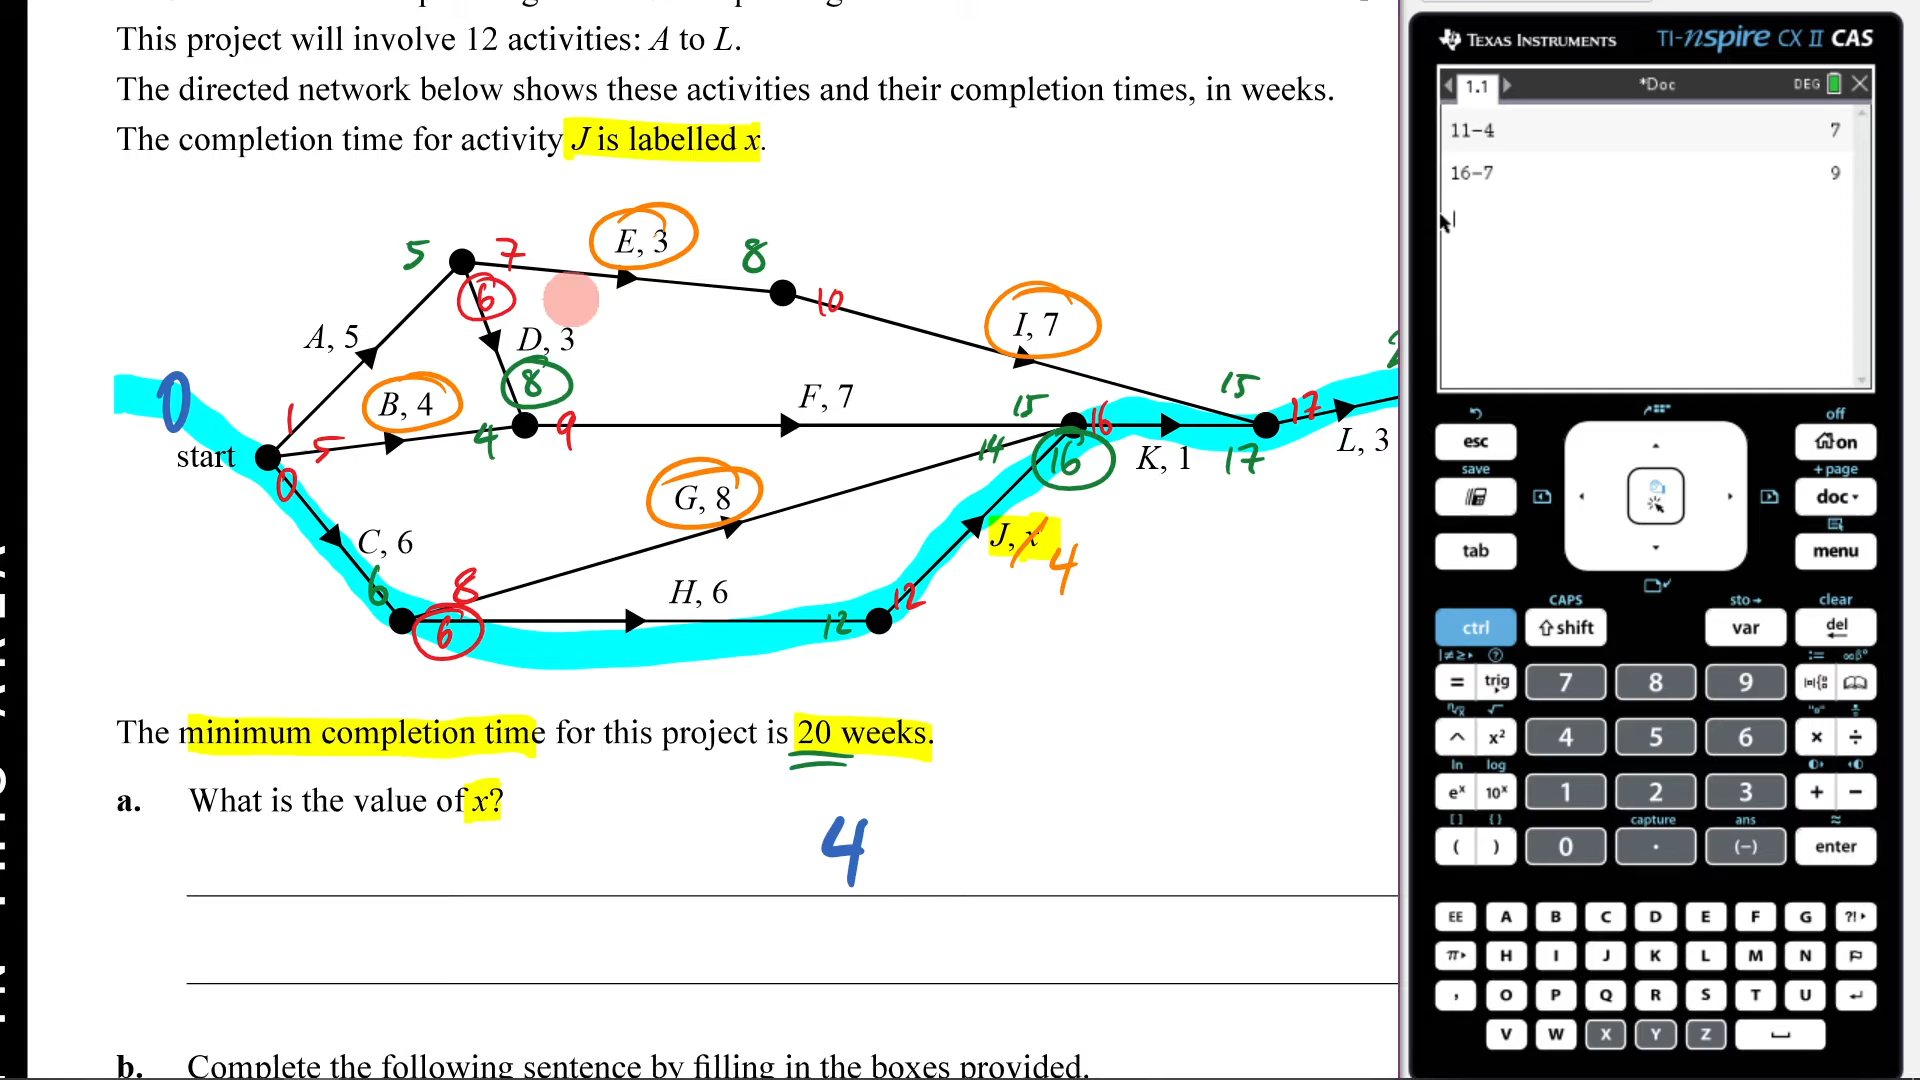 This project will involve 12 activities: A to L.
The directed network below shows these activities and their completion times, in weeks.
The completion time for activity J is labelled x.
5 7 E, 3 8
6 10 I, 7
A, 5 D, 3
8
0 1 B, 4 F, 7 15 15 17
5 4 9 16
start 14 16 K, 1 17 L, 3
0 G, 8
C, 6 J, x 4
6 8 H, 6 12
6 12
The minimum completion time for this project is 20 weeks.
a. What is the value of x?
4
b. Complete the following sentence by filling in the boxes provided.
TEXAS INSTRUMENTS TI-nspire CX II CAS
1.1 *Doc DEG
11-4 7
16-7 9
off
esc on
save + page
doc
tab menu
CAPS sto→ clear
ctrl shift var del
= trig 7 8 9
^ x² 4 5 6 × ÷
ln log
eˣ 10ˣ 1 2 3 + −
[ ] { } capture ans ≈
( ) 0 . (−) enter
EE A B C D E F G ?!
π H I J K L M N
, O P Q R S T U
V W X Y Z